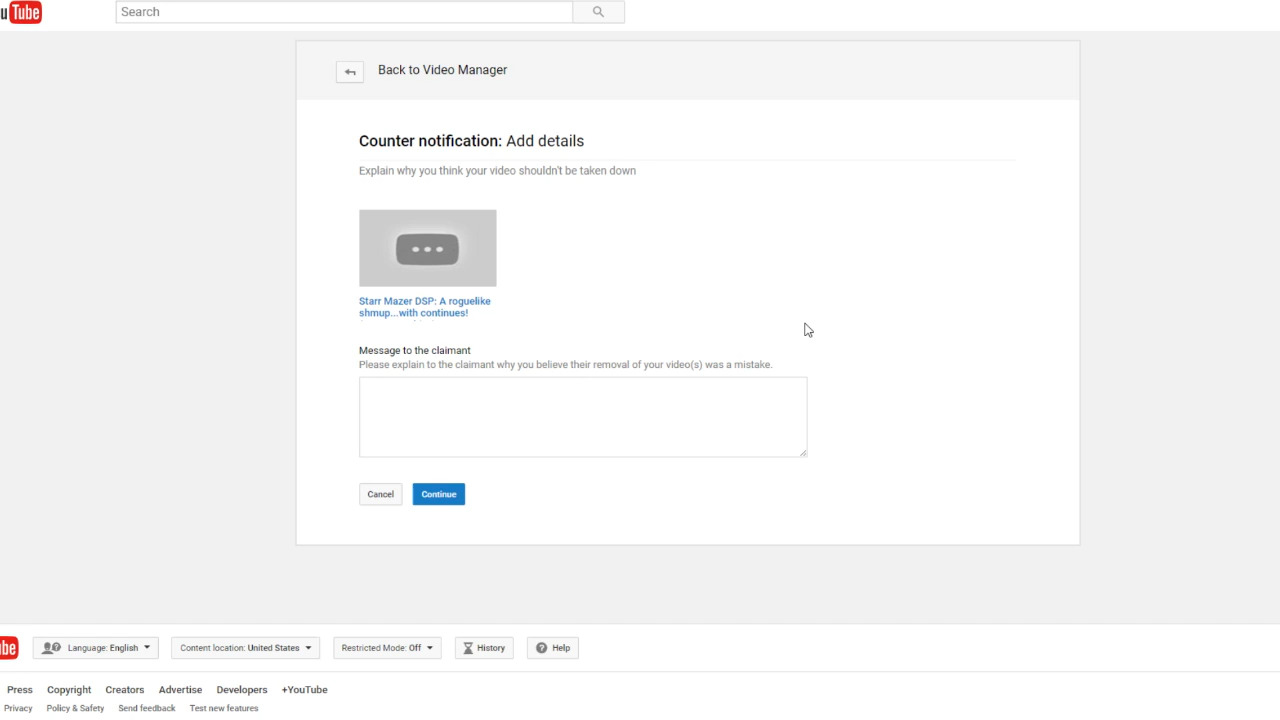 u Tube
Search
Back to Video Manager
Counter notification: Add details
Explain why you think your video shouldn't be taken down
Starr Mazer DSP: A roguelike
shmup...with continues!
Message to the claimant
Please explain to the claimant why you believe their removal of your video(s) was a mistake.
Cancel
Continue
be
Language: English
Content location: United States
Restricted Mode: Off
History
Help
Press
Copyright
Creators
Advertise
Developers
+YouTube
Privacy
Policy & Safety
Send feedback
Test new features